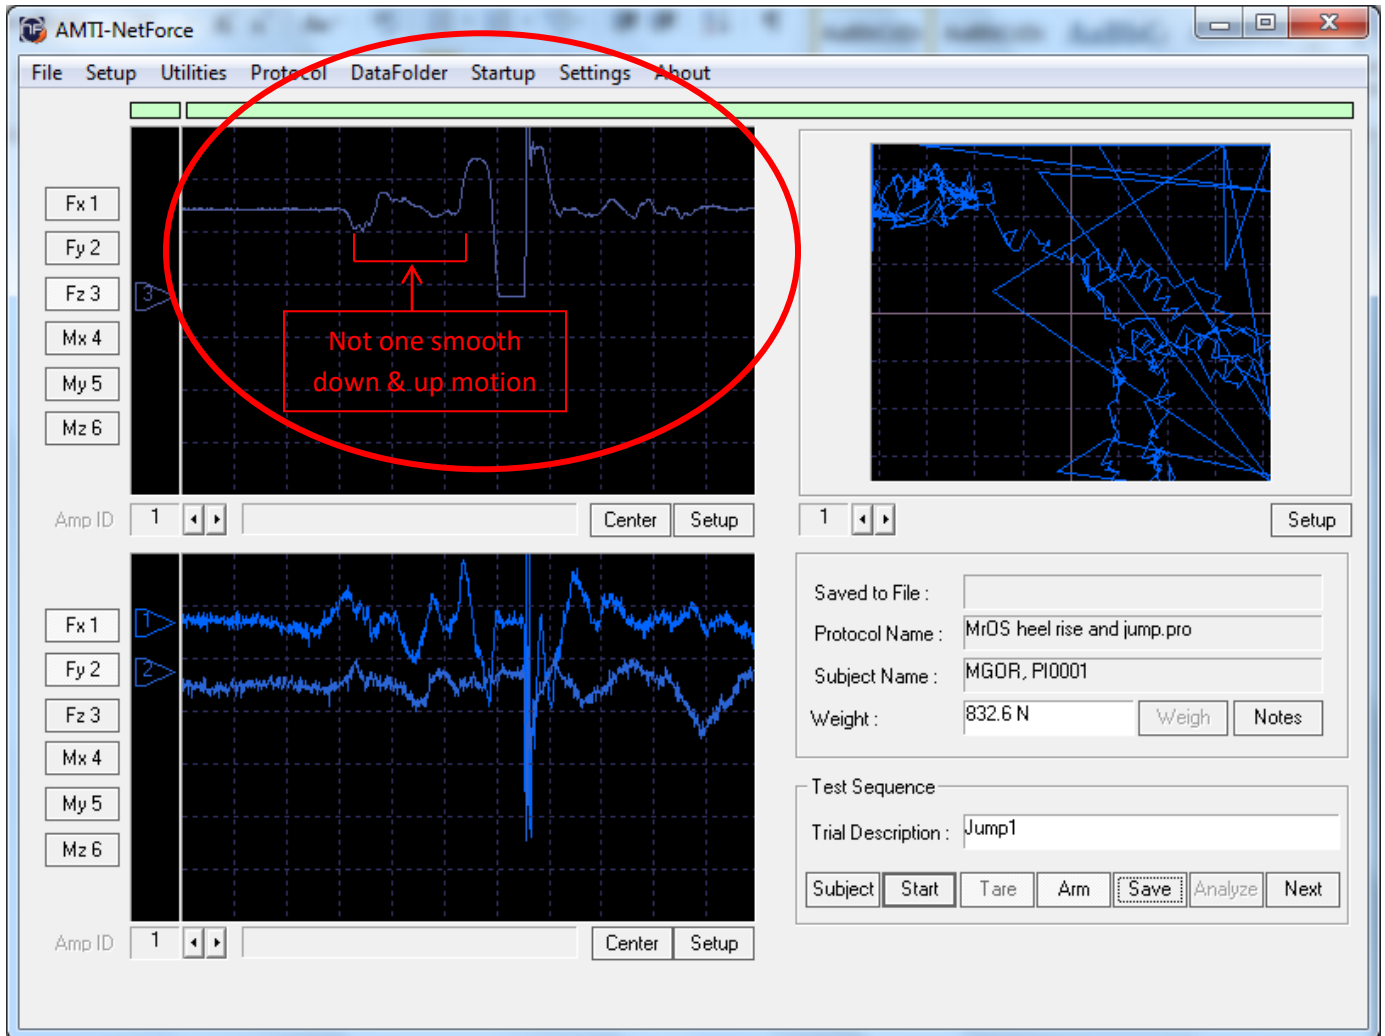 AMTI-NetForce
File Setup Utilities Protocol DataFolder Startup Settings About
Fx 1
Fy 2
Fz 3
Mx 4
My 5
Mz 6
3
Not one smooth
down & up motion
Amp ID 1 Center Setup
1 Setup
Fx 1
Fy 2
Fz 3
Mx 4
My 5
Mz 6
1
2
Amp ID 1 Center Setup
Saved to File :
Protocol Name : MrOS heel rise and jump.pro
Subject Name : MGOR, PI0001
Weight : 832.6 N Weigh Notes
Test Sequence
Trial Description : Jump1
Subject Start Tare Arm Save Analyze Next